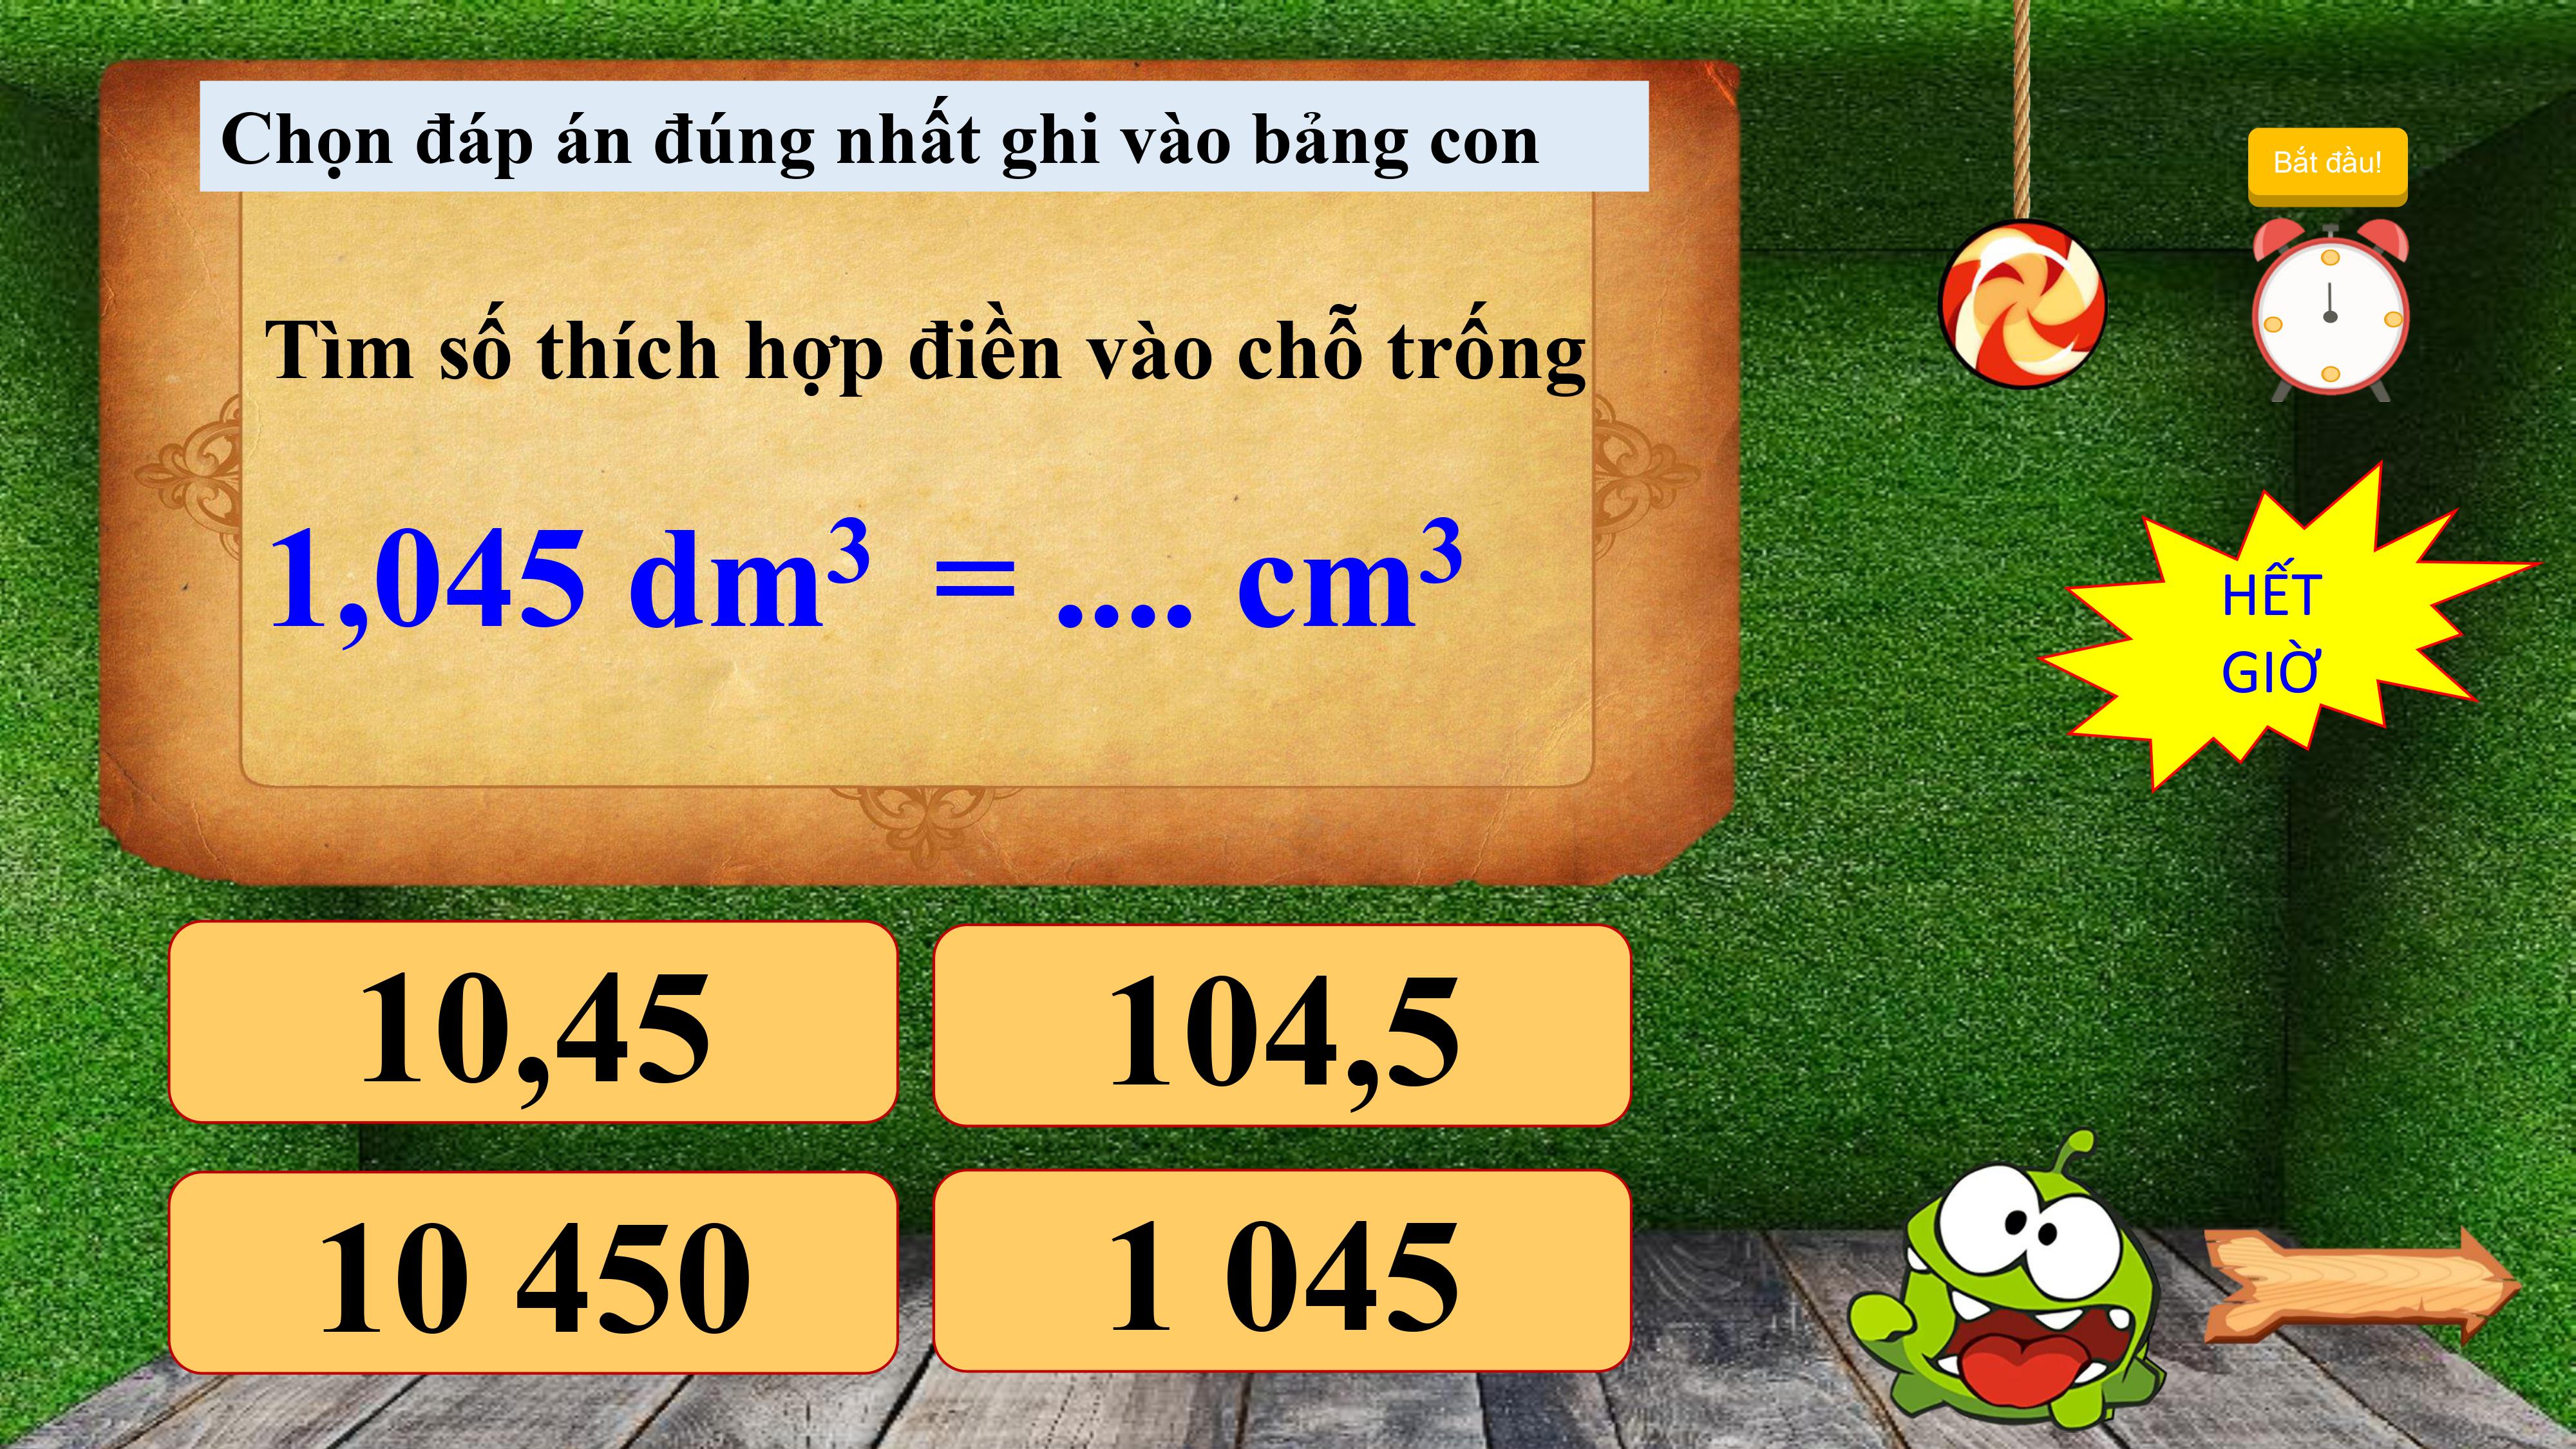 Chọn đáp án đúng nhất ghi vào bảng con
Bắt đầu!
Tìm số thích hợp điền vào chỗ trống
1,045 dm³ = .... cm³
HẾT
GIỜ
10,45
104,5
10 450
1 045